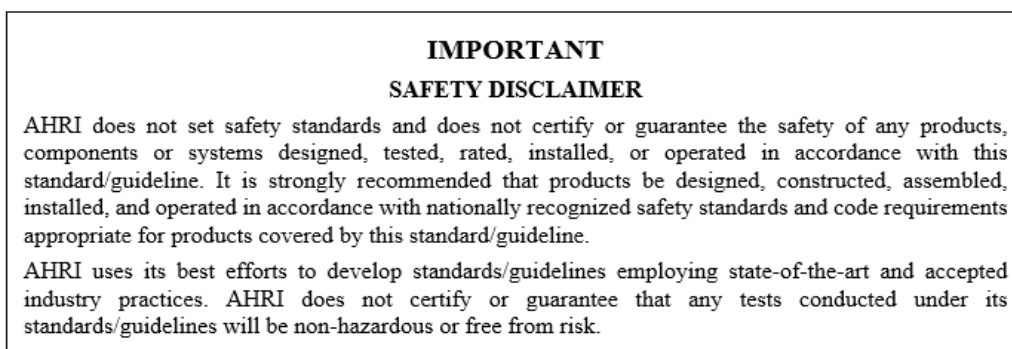 IMPORTANT
SAFETY DISCLAIMER
AHRI does not set safety standards and does not certify or guarantee the safety of any products,
components or systems designed, tested, rated, installed, or operated in accordance with this
standard/guideline. It is strongly recommended that products be designed, constructed, assembled,
installed, and operated in accordance with nationally recognized safety standards and code requirements
appropriate for products covered by this standard/guideline.
AHRI uses its best efforts to develop standards/guidelines employing state-of-the-art and accepted
industry practices. AHRI does not certify or guarantee that any tests conducted under its
standards/guidelines will be non-hazardous or free from risk.